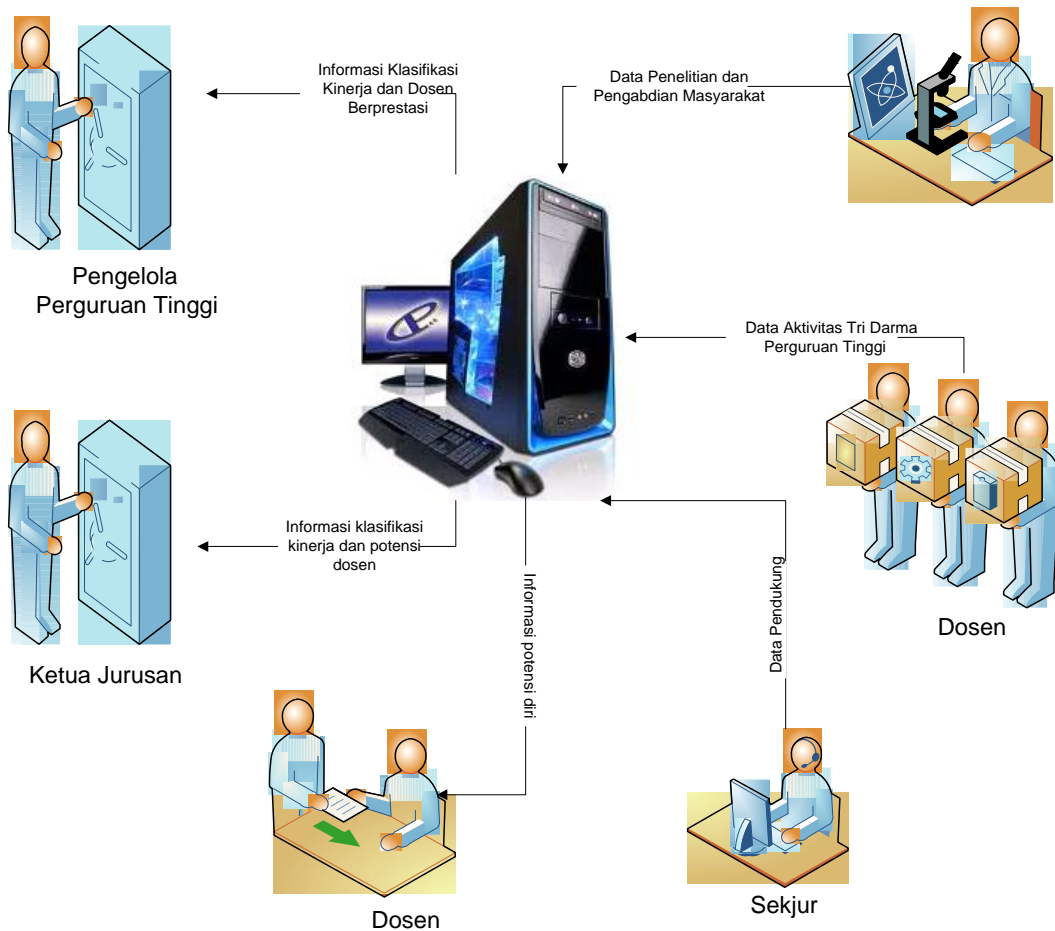 Informasi Klasifikasi
Kinerja dan Dosen
Berprestasi
Data Penelitian dan
Pengabdian Masyarakat
Pengelola
Perguruan Tinggi
Data Aktivitas Tri Darma
Perguruan Tinggi
Informasi klasifikasi
kinerja dan potensi
dosen
Ketua Jurusan
Informasi potensi
diri
Data Pendukung
Dosen
Dosen
Sekjur